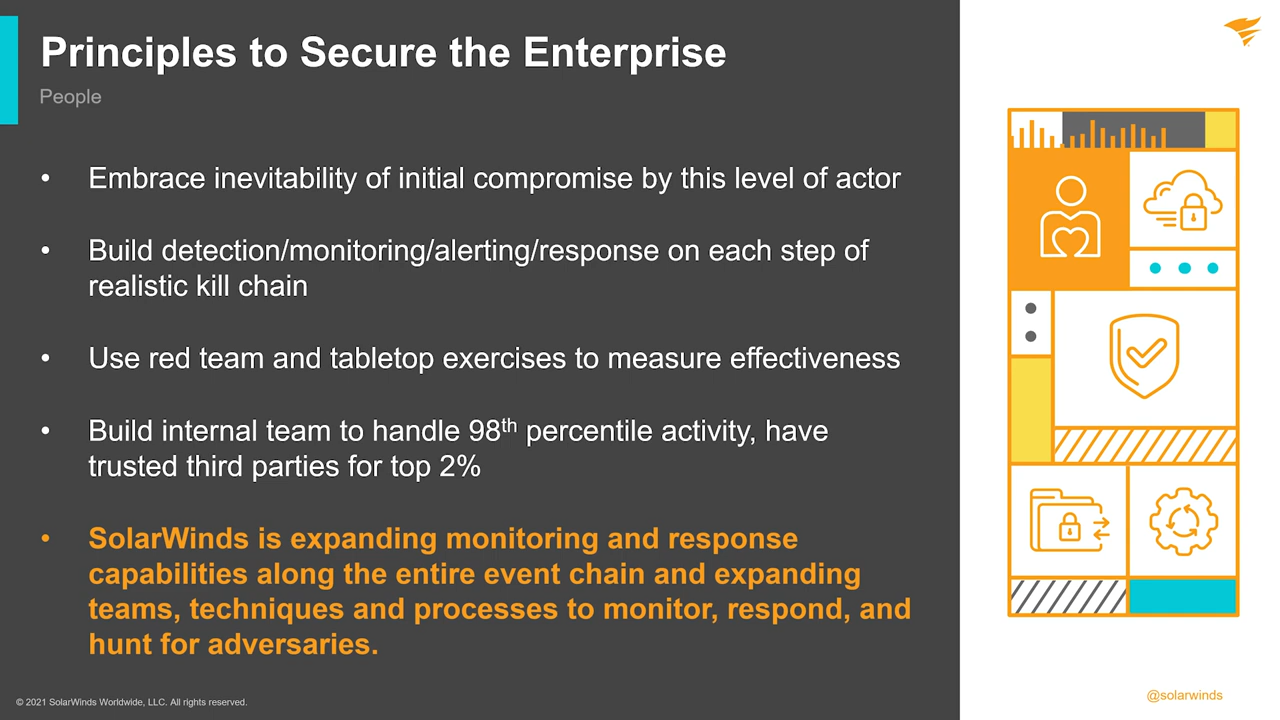 Principles to Secure the Enterprise
People
• Embrace inevitability of initial compromise by this level of actor
• Build detection/monitoring/alerting/response on each step of
realistic kill chain
• Use red team and tabletop exercises to measure effectiveness
• Build internal team to handle 98th percentile activity, have
trusted third parties for top 2%
• SolarWinds is expanding monitoring and response
capabilities along the entire event chain and expanding
teams, techniques and processes to monitor, respond, and
hunt for adversaries.
© 2021 SolarWinds Worldwide, LLC. All rights reserved.
@solarwinds